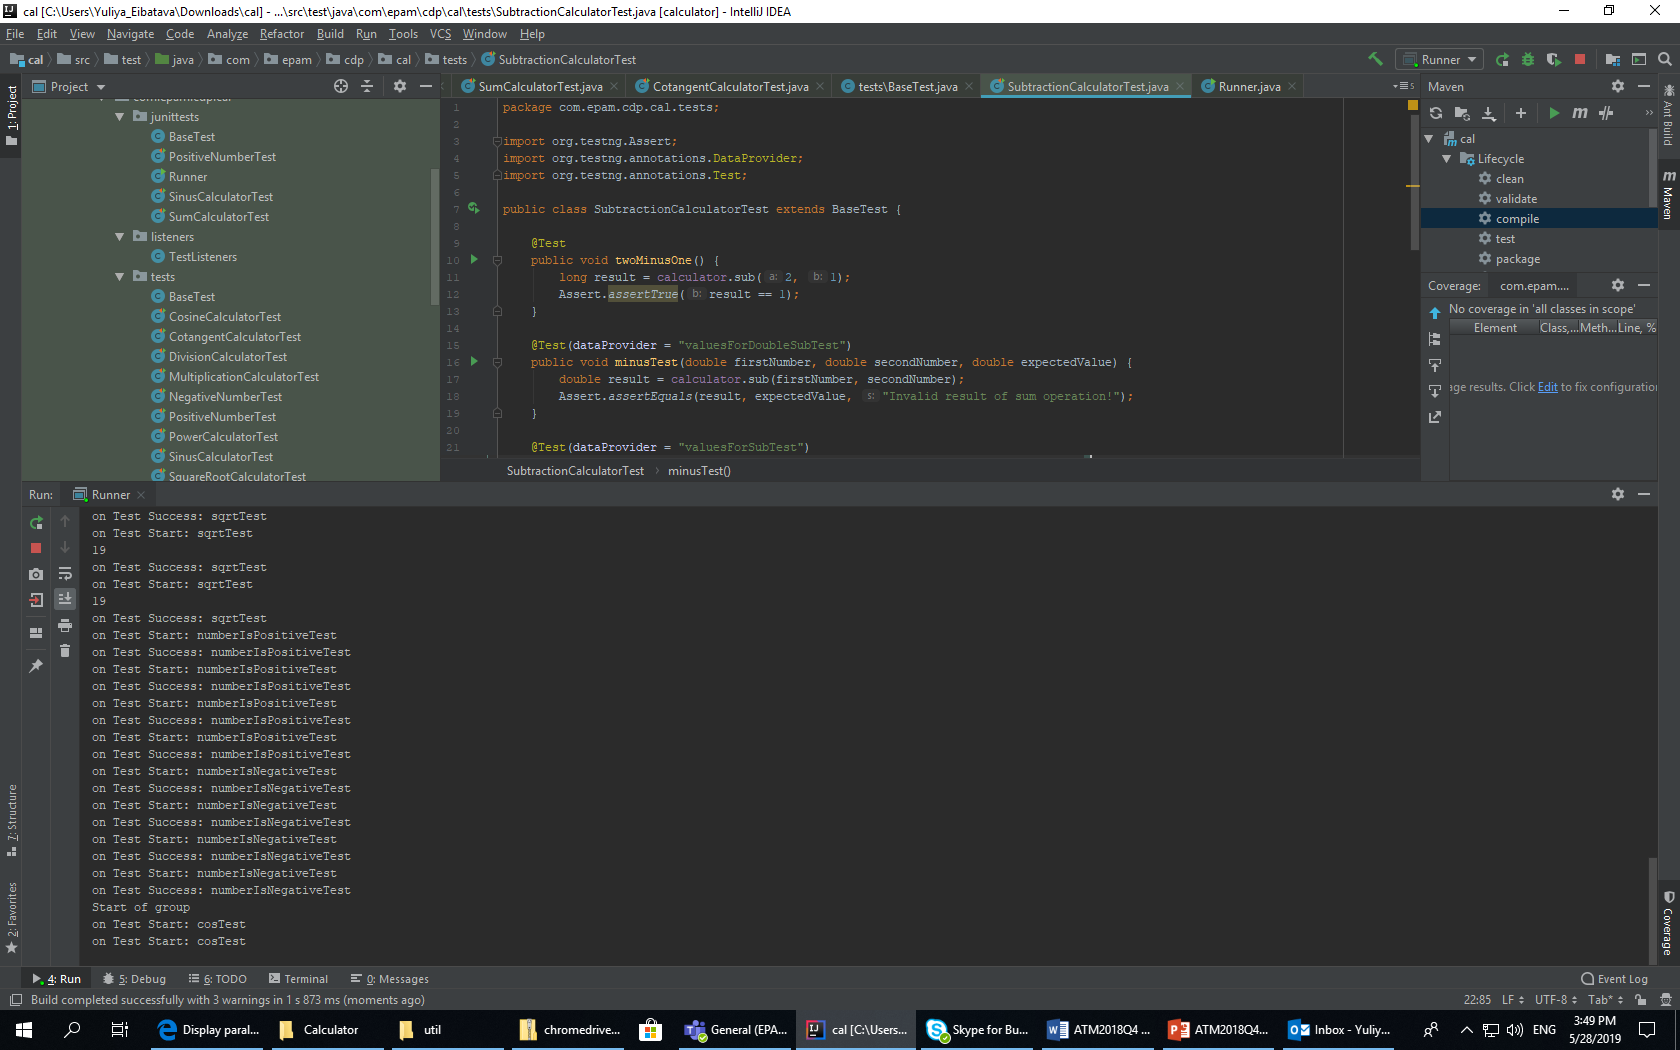 cal [C:\Users\Yuliya_Eibatava\Downloads\cal] - ...\src\test\java\com\epam\cdp\cal\tests\SubtractionCalculatorTest.java [calculator] - IntelliJ IDEA
File Edit View Navigate Code Analyze Refactor Build Run Tools VCS Window Help
cal src test java com epam cdp cal tests SubtractionCalculatorTest Runner
Project
SumCalculatorTest.java CotangentCalculatorTest.java tests\BaseTest.java SubtractionCalculatorTest.java Runner.java
1: Project
junittests
BaseTest
PositiveNumberTest
Runner
SinusCalculatorTest
SumCalculatorTest
listeners
TestListeners
tests
BaseTest
CosineCalculatorTest
CotangentCalculatorTest
DivisionCalculatorTest
MultiplicationCalculatorTest
NegativeNumberTest
PositiveNumberTest
PowerCalculatorTest
SinusCalculatorTest
SquareRootCalculatorTest
1 package com.epam.cdp.cal.tests;
2
3 import org.testng.Assert;
4 import org.testng.annotations.DataProvider;
5 import org.testng.annotations.Test;
6
7 public class SubtractionCalculatorTest extends BaseTest {
8
9 @Test
10 public void twoMinusOne() {
11 long result = calculator.sub( a: 2, b: 1);
12 Assert.assertTrue( b: result == 1);
13 }
14
15 @Test(dataProvider = "valuesForDoubleSubTest")
16 public void minusTest(double firstNumber, double secondNumber, double expectedValue) {
17 double result = calculator.sub(firstNumber, secondNumber);
18 Assert.assertEquals(result, expectedValue, s: "Invalid result of sum operation!");
19 }
20
21 @Test(dataProvider = "valuesForSubTest")
SubtractionCalculatorTest minusTest()
Maven
cal
Lifecycle
clean
validate
compile
test
package
Coverage: com.epam....
No coverage in 'all classes in scope'
Element Class,... Meth... Line, %
age results. Click Edit to fix configuration
Ant Build
Maven
Coverage
Run: Runner
on Test Success: sqrtTest
on Test Start: sqrtTest
19
on Test Success: sqrtTest
on Test Start: sqrtTest
19
on Test Success: sqrtTest
on Test Start: numberIsPositiveTest
on Test Success: numberIsPositiveTest
on Test Start: numberIsPositiveTest
on Test Success: numberIsPositiveTest
on Test Start: numberIsPositiveTest
on Test Success: numberIsPositiveTest
on Test Start: numberIsPositiveTest
on Test Success: numberIsPositiveTest
on Test Start: numberIsNegativeTest
on Test Success: numberIsNegativeTest
on Test Start: numberIsNegativeTest
on Test Success: numberIsNegativeTest
on Test Start: numberIsNegativeTest
on Test Success: numberIsNegativeTest
on Test Start: numberIsNegativeTest
on Test Success: numberIsNegativeTest
Start of group
on Test Start: cosTest
on Test Start: cosTest
7: Structure
2: Favorites
4: Run 5: Debug 6: TODO Terminal 0: Messages Event Log
Build completed successfully with 3 warnings in 1 s 873 ms (moments ago) 22:85 LF UTF-8 Tab*
Display paral... Calculator util chromedrive... General (EPA... cal [C:\Users... Skype for Bu... ATM2018Q4 ... ATM2018Q4... Inbox - Yuliy... ENG
3:49 PM
5/28/2019